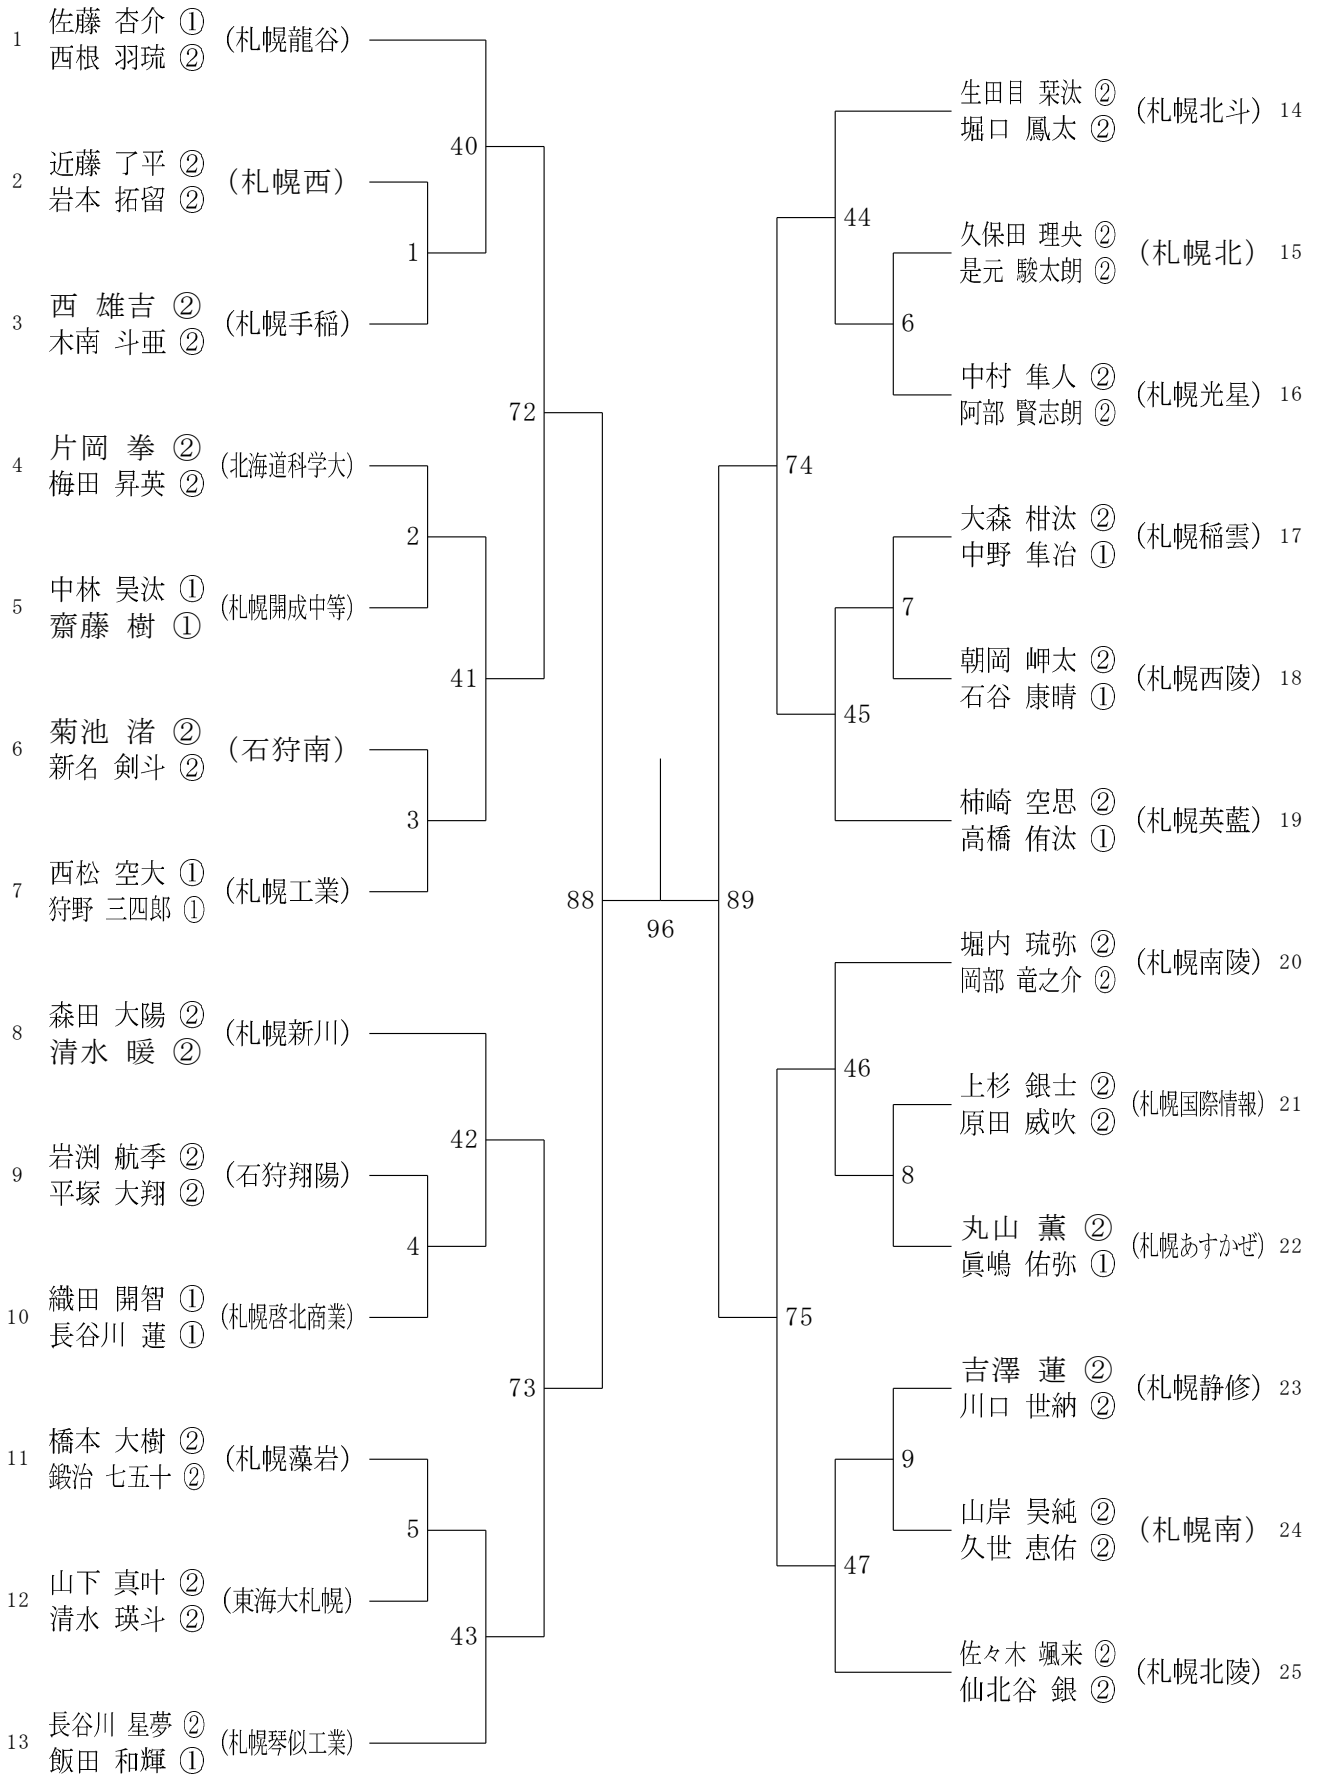 1 佐藤 杏介 ① (札幌龍谷)
西根 羽琉 ②
2 近藤 了平 ② (札幌西)
岩本 拓留 ②
3 西 雄吉 ② (札幌手稲)
木南 斗亜 ②
4 片岡 拳 ② (北海道科学大)
梅田 昇英 ②
5 中林 昊汰 ① (札幌開成中等)
齋藤 樹 ①
6 菊池 渚 ② (石狩南)
新名 剣斗 ②
7 西松 空大 ① (札幌工業)
狩野 三四郎 ①
8 森田 大陽 ② (札幌新川)
清水 暖 ②
9 岩渕 航季 ② (石狩翔陽)
平塚 大翔 ②
10 織田 開智 ① (札幌啓北商業)
長谷川 蓮 ①
11 橋本 大樹 ② (札幌藻岩)
鍛治 七五十 ②
12 山下 真叶 ② (東海大札幌)
清水 瑛斗 ②
13 長谷川 星夢 ② (札幌琴似工業)
飯田 和輝 ①
40
1
72
2
41
3
88
42
4
73
5
43
96
44
6
74
7
45
89
46
8
75
9
47
生田目 栞汰 ② (札幌北斗) 14
堀口 鳳太 ②
久保田 理央 ② (札幌北) 15
是元 駿太朗 ②
中村 隼人 ② (札幌光星) 16
阿部 賢志朗 ②
大森 柑汰 ② (札幌稲雲) 17
中野 隼冶 ①
朝岡 岬太 ② (札幌西陵) 18
石谷 康晴 ①
柿崎 空思 ② (札幌英藍) 19
高橋 侑汰 ①
堀内 琉弥 ② (札幌南陵) 20
岡部 竜之介 ②
上杉 銀士 ② (札幌国際情報) 21
原田 威吹 ②
丸山 薫 ② (札幌あすかぜ) 22
眞嶋 佑弥 ①
吉澤 蓮 ② (札幌静修) 23
川口 世納 ②
山岸 昊純 ② (札幌南) 24
久世 恵佑 ②
佐々木 颯来 ② (札幌北陵) 25
仙北谷 銀 ②